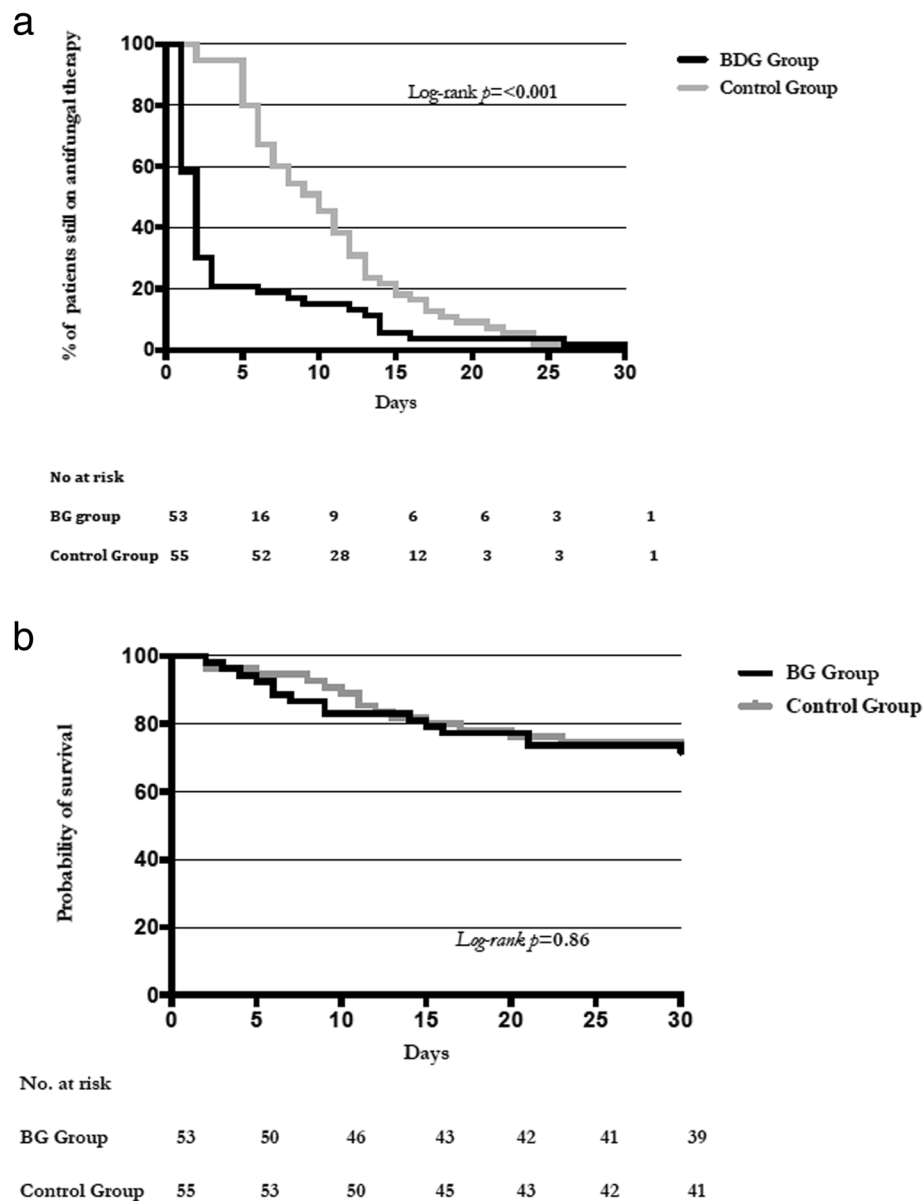 a
100
80
60
40
20
0
% of patients still on antifungal therapy
Log-rank p=<0.001
BDG Group
Control Group
0 5 10 15 20 25 30
Days
No at risk
BG group 53 16 9 6 6 3 1
Control Group 55 52 28 12 3 3 1
b
100
80
60
40
20
0
Probability of survival
Log-rank p=0.86
BG Group
Control Group
0 5 10 15 20 25 30
Days
No. at risk
BG Group 53 50 46 43 42 41 39
Control Group 55 53 50 45 43 42 41